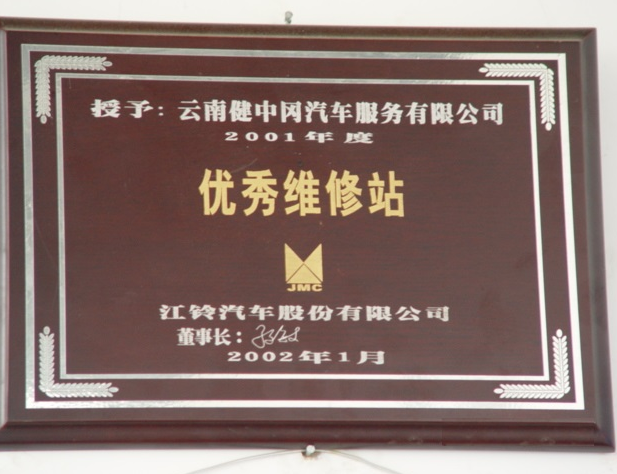 授予：云南健中冈汽车服务有限公司
2001年度
优秀维修站
JMC
江铃汽车股份有限公司
董事长：
2002年1月